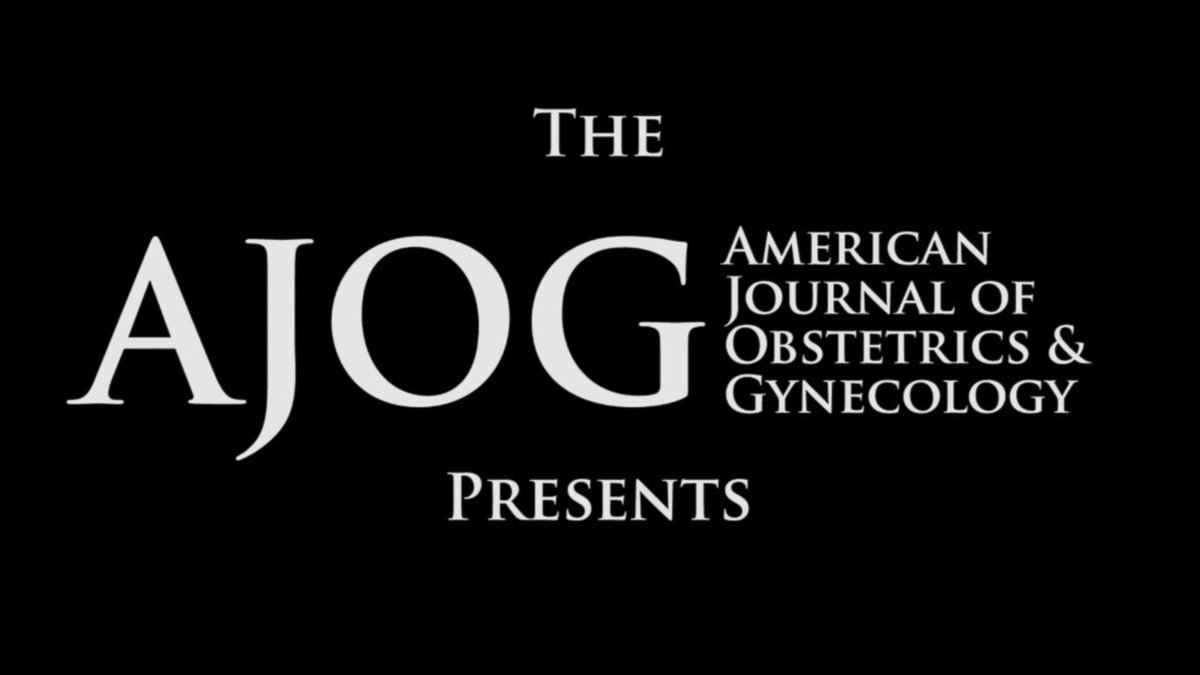 The
AJOG
American
Journal of
Obstetrics &
Gynecology
Presents